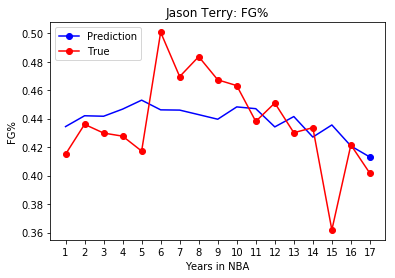 Jason Terry: FG%
Prediction
True
0.50
0.48
0.46
0.44
0.42
0.40
0.38
0.36
FG%
1 2 3 4 5 6 7 8 9 10 11 12 13 14 15 16 17
Years in NBA